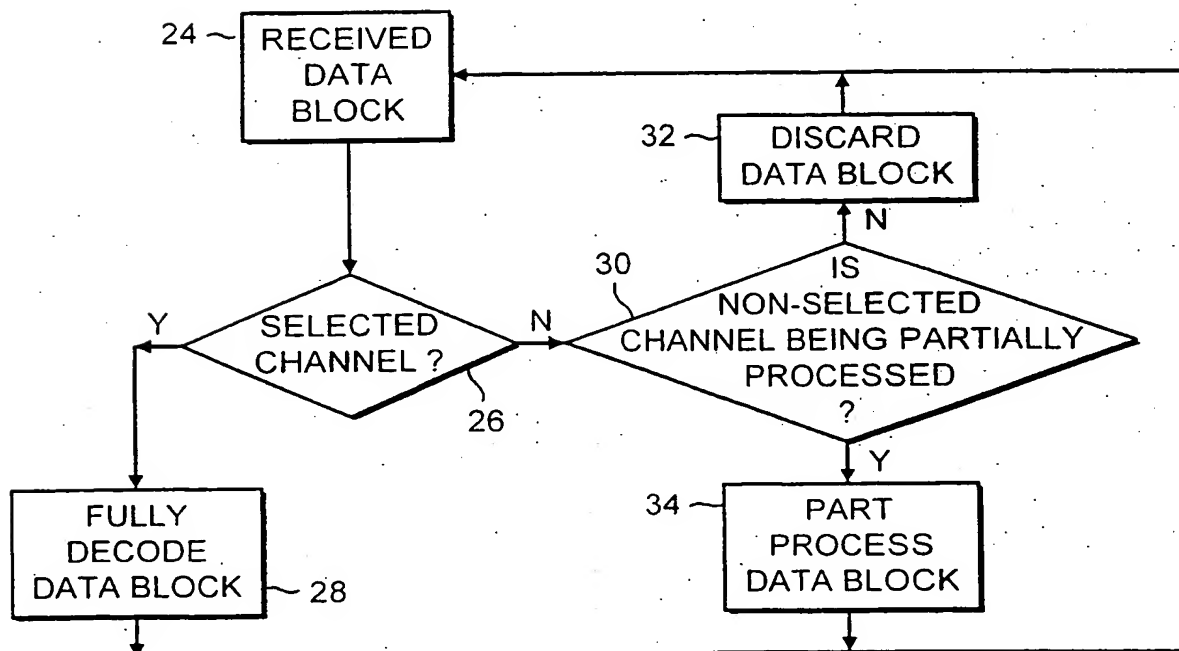 24
RECEIVED
DATA
BLOCK
32
DISCARD
DATA BLOCK
N
30
IS
NON-SELECTED
CHANNEL BEING PARTIALLY
PROCESSED
?
Y
SELECTED
CHANNEL ?
N
26
Y
FULLY
DECODE
DATA BLOCK
28
34
PART
PROCESS
DATA BLOCK